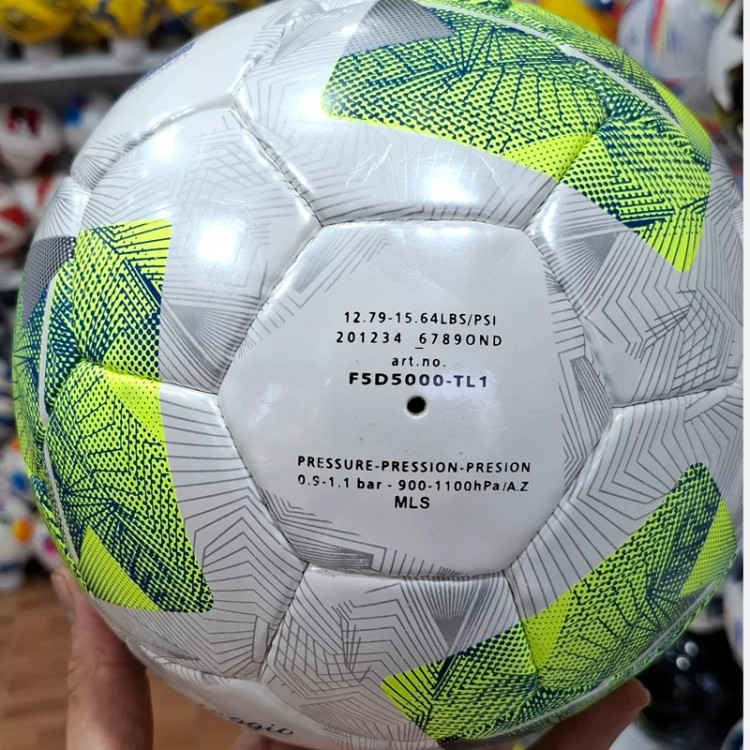 12.79-15.64LBS/PSI
201234 6789OND
art.no.
F5D5000-TL1
PRESSURE-PRESSION-PRESION
0.9-1.1 bar - 900-1100hPa/A.Z
MLS